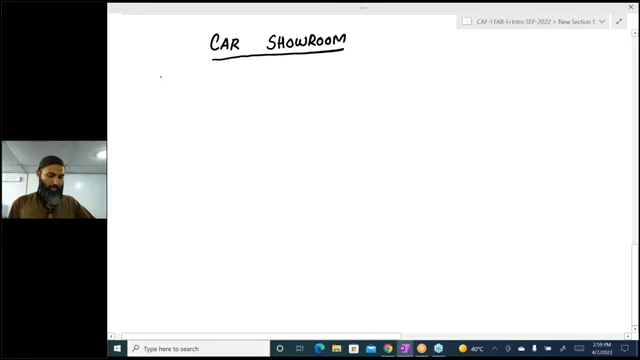 CAF-1 FAR-I+Intro SEP-2022 > New Section 1
CAR SHOWROOM
Type here to search
40°C
2:59 PM
4/7/2022